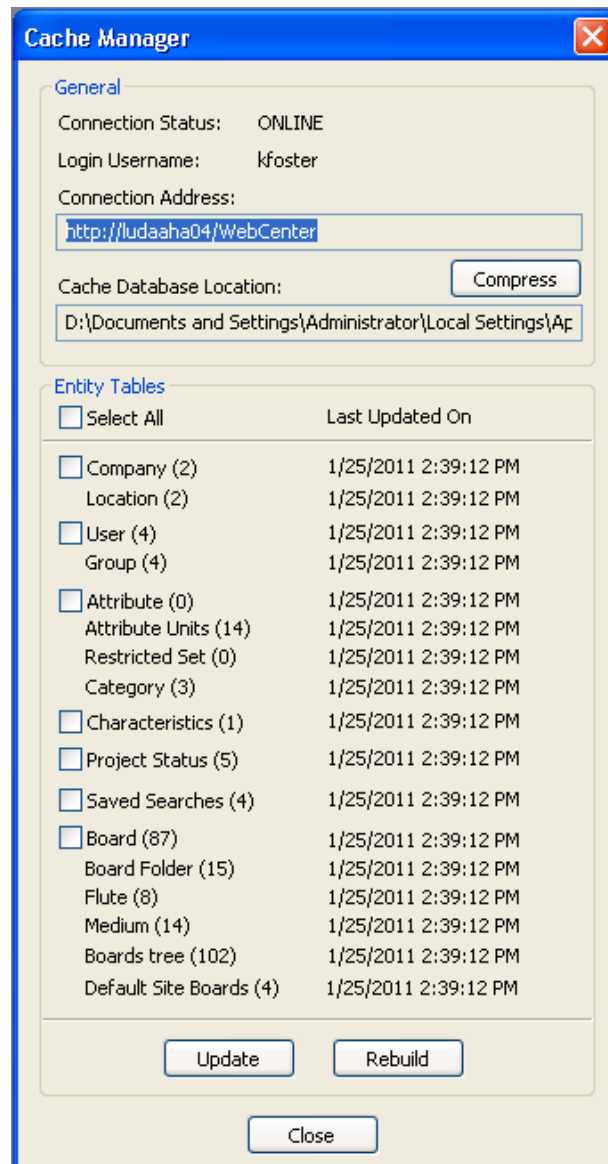 Cache Manager
General
Connection Status: ONLINE
Login Username: kfoster
Connection Address:
http://ludaaha04/WebCenter
Compress
Cache Database Location:
D:\Documents and Settings\Administrator\Local Settings\Ap
Entity Tables
Select All Last Updated On
Company (2) 1/25/2011 2:39:12 PM
Location (2) 1/25/2011 2:39:12 PM
User (4) 1/25/2011 2:39:12 PM
Group (4) 1/25/2011 2:39:12 PM
Attribute (0) 1/25/2011 2:39:12 PM
Attribute Units (14) 1/25/2011 2:39:12 PM
Restricted Set (0) 1/25/2011 2:39:12 PM
Category (3) 1/25/2011 2:39:12 PM
Characteristics (1) 1/25/2011 2:39:12 PM
Project Status (5) 1/25/2011 2:39:12 PM
Saved Searches (4) 1/25/2011 2:39:12 PM
Board (87) 1/25/2011 2:39:12 PM
Board Folder (15) 1/25/2011 2:39:12 PM
Flute (8) 1/25/2011 2:39:12 PM
Medium (14) 1/25/2011 2:39:12 PM
Boards tree (102) 1/25/2011 2:39:12 PM
Default Site Boards (4) 1/25/2011 2:39:12 PM
Update Rebuild
Close